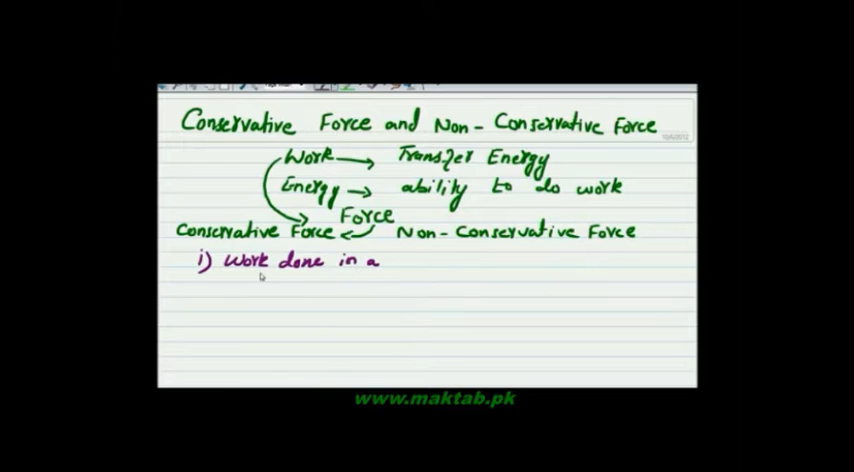 Conservative Force and Non-Conservative Force
Work → Transfer Energy
Energy → ability to do work
Force
Conservative Force Non-Conservative Force
i) Work done in a
www.maktab.pk